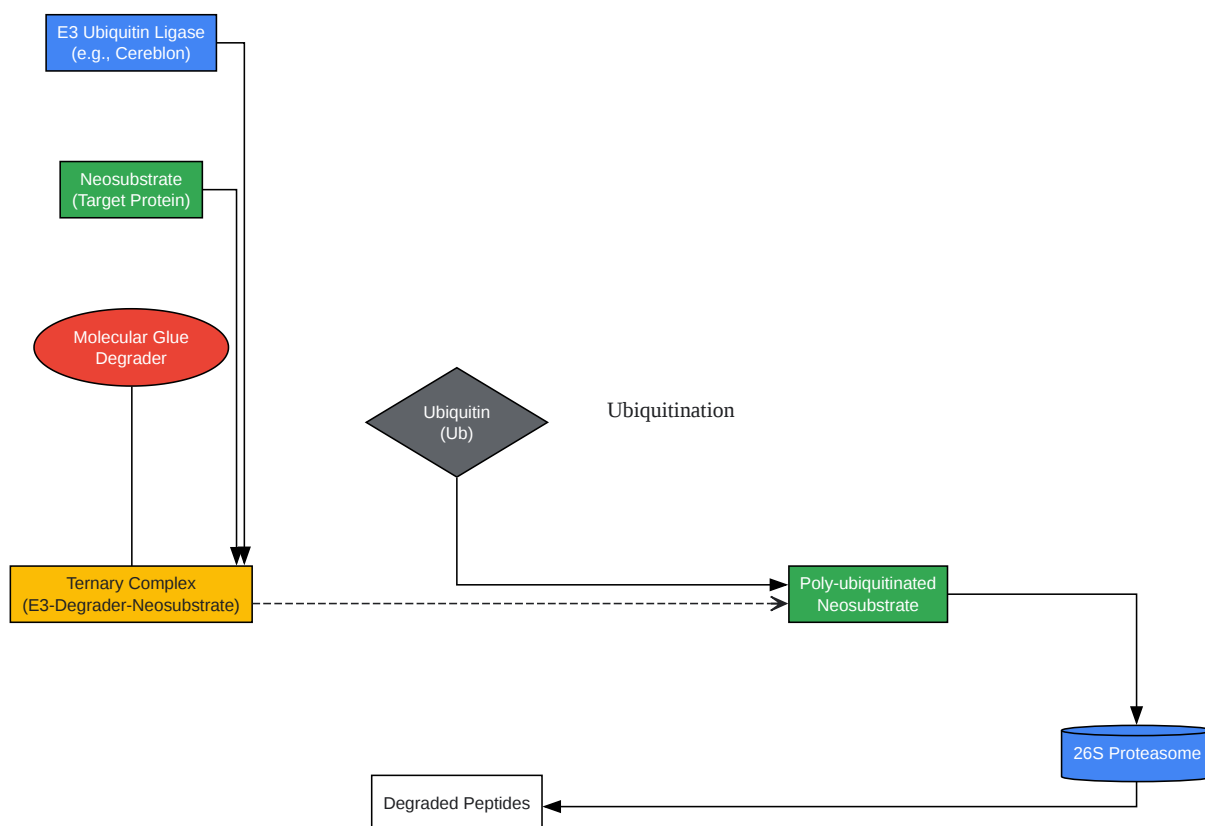 E3 Ubiquitin Ligase
(e.g., Cereblon)
Neosubstrate
(Target Protein)
Molecular Glue
Degrader
Ubiquitin
(Ub)
Ubiquitination
Ternary Complex
(E3-Degrader-Neosubstrate)
Poly-ubiquitinated
Neosubstrate
26S Proteasome
Degraded Peptides